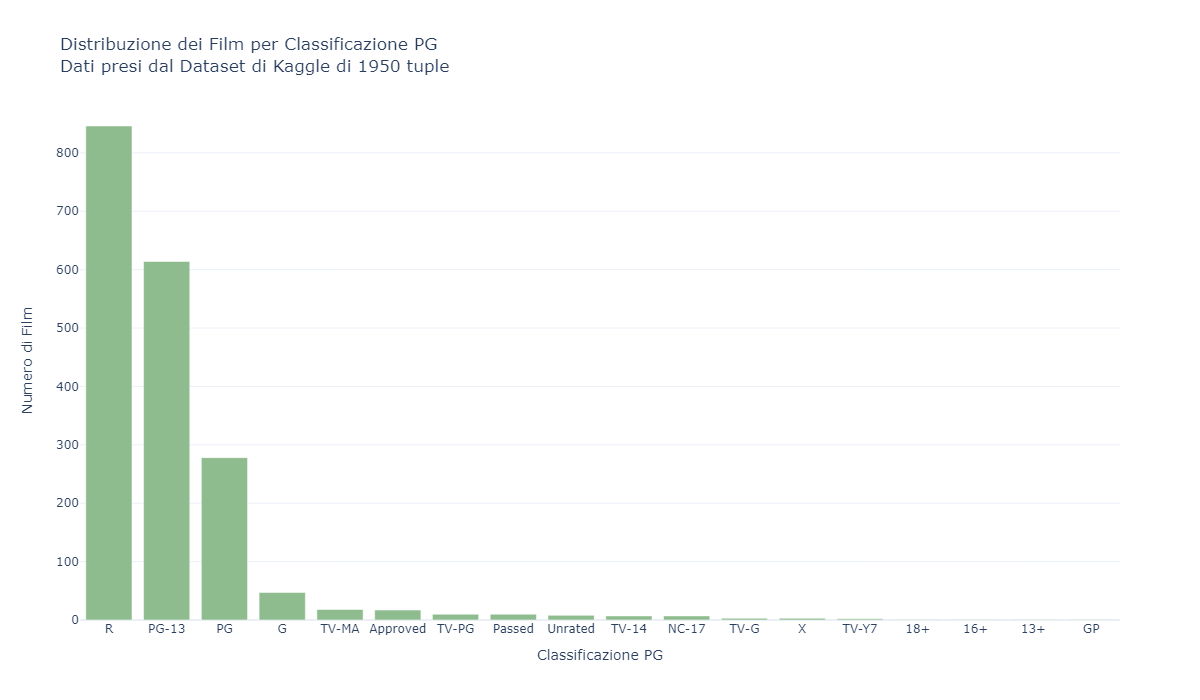 Distribuzione dei Film per Classificazione PG
Dati presi dal Dataset di Kaggle di 1950 tuple
Numero di Film
800
700
600
500
400
300
200
100
0
R PG-13 PG G TV-MA Approved TV-PG Passed Unrated TV-14 NC-17 TV-G X TV-Y7 18+ 16+ 13+ GP
Classificazione PG